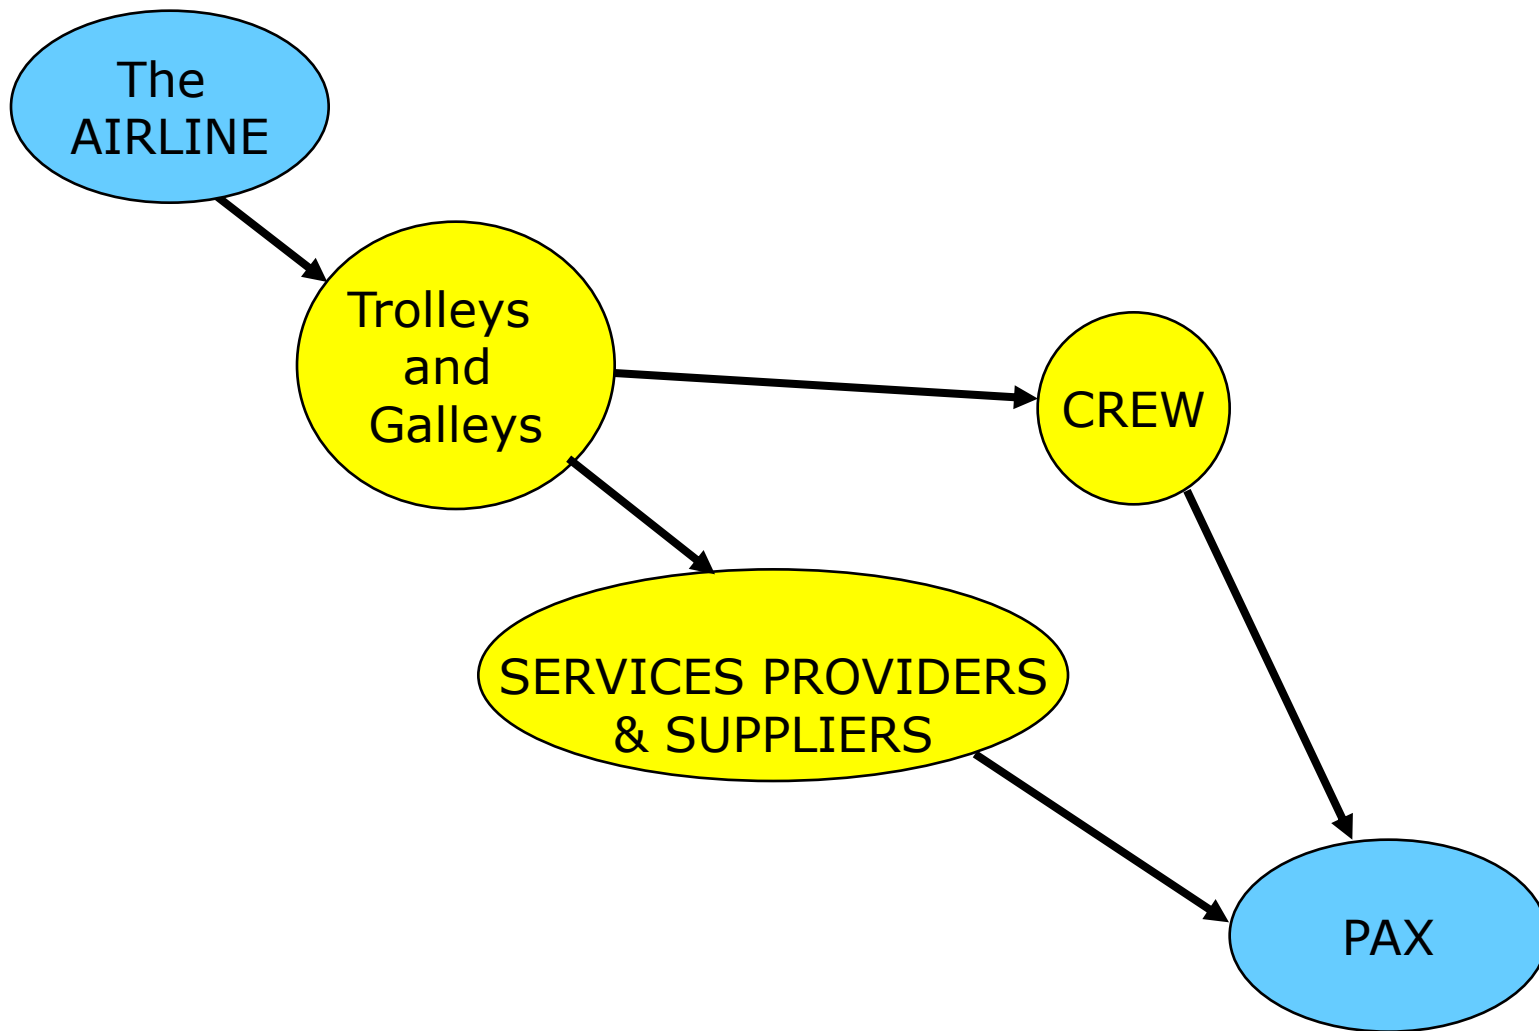 The
AIRLINE
Trolleys
and
Galleys
CREW
SERVICES PROVIDERS
& SUPPLIERS
PAX